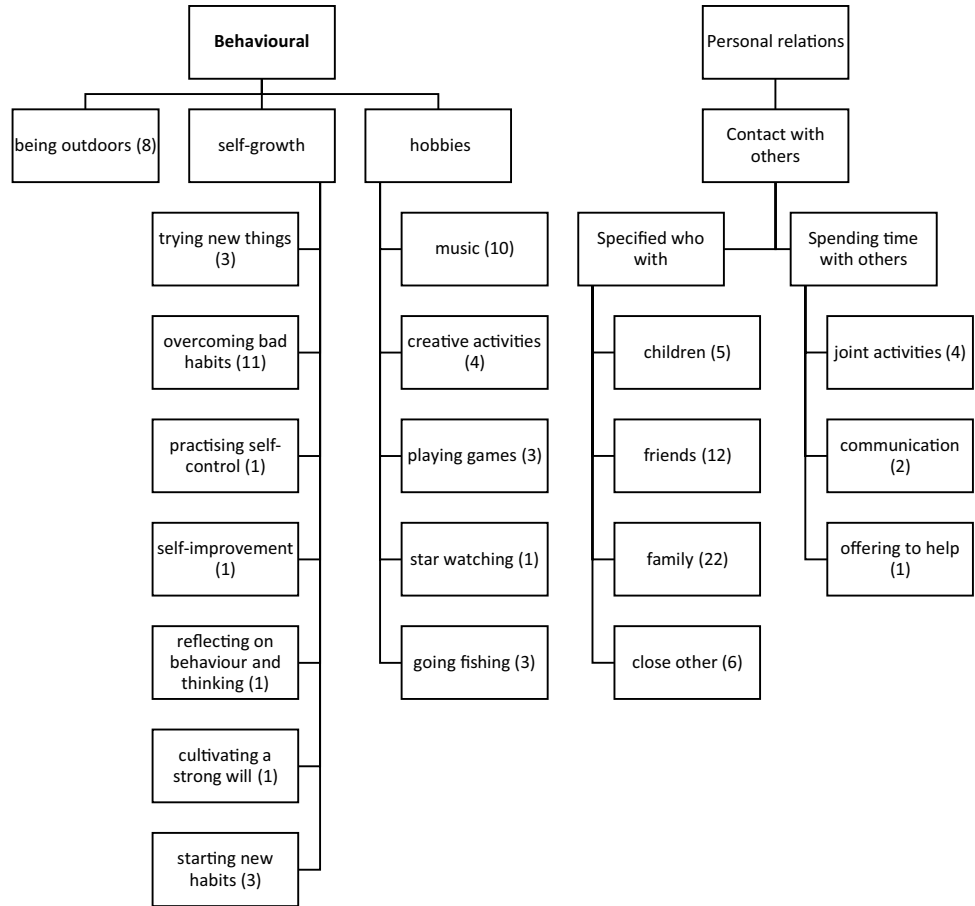 Behavioural
being outdoors (8)
self-growth
trying new things
(3)
overcoming bad
habits (11)
practising self-
control (1)
self-improvement
(1)
reflecting on
behaviour and
thinking (1)
cultivating a
strong will (1)
starting new
habits (3)
hobbies
music (10)
creative activities
(4)
playing games (3)
star watching (1)
going fishing (3)
Personal relations
Contact with
others
Specified who
with
children (5)
friends (12)
family (22)
close other (6)
Spending time
with others
joint activities (4)
communication
(2)
offering to help
(1)